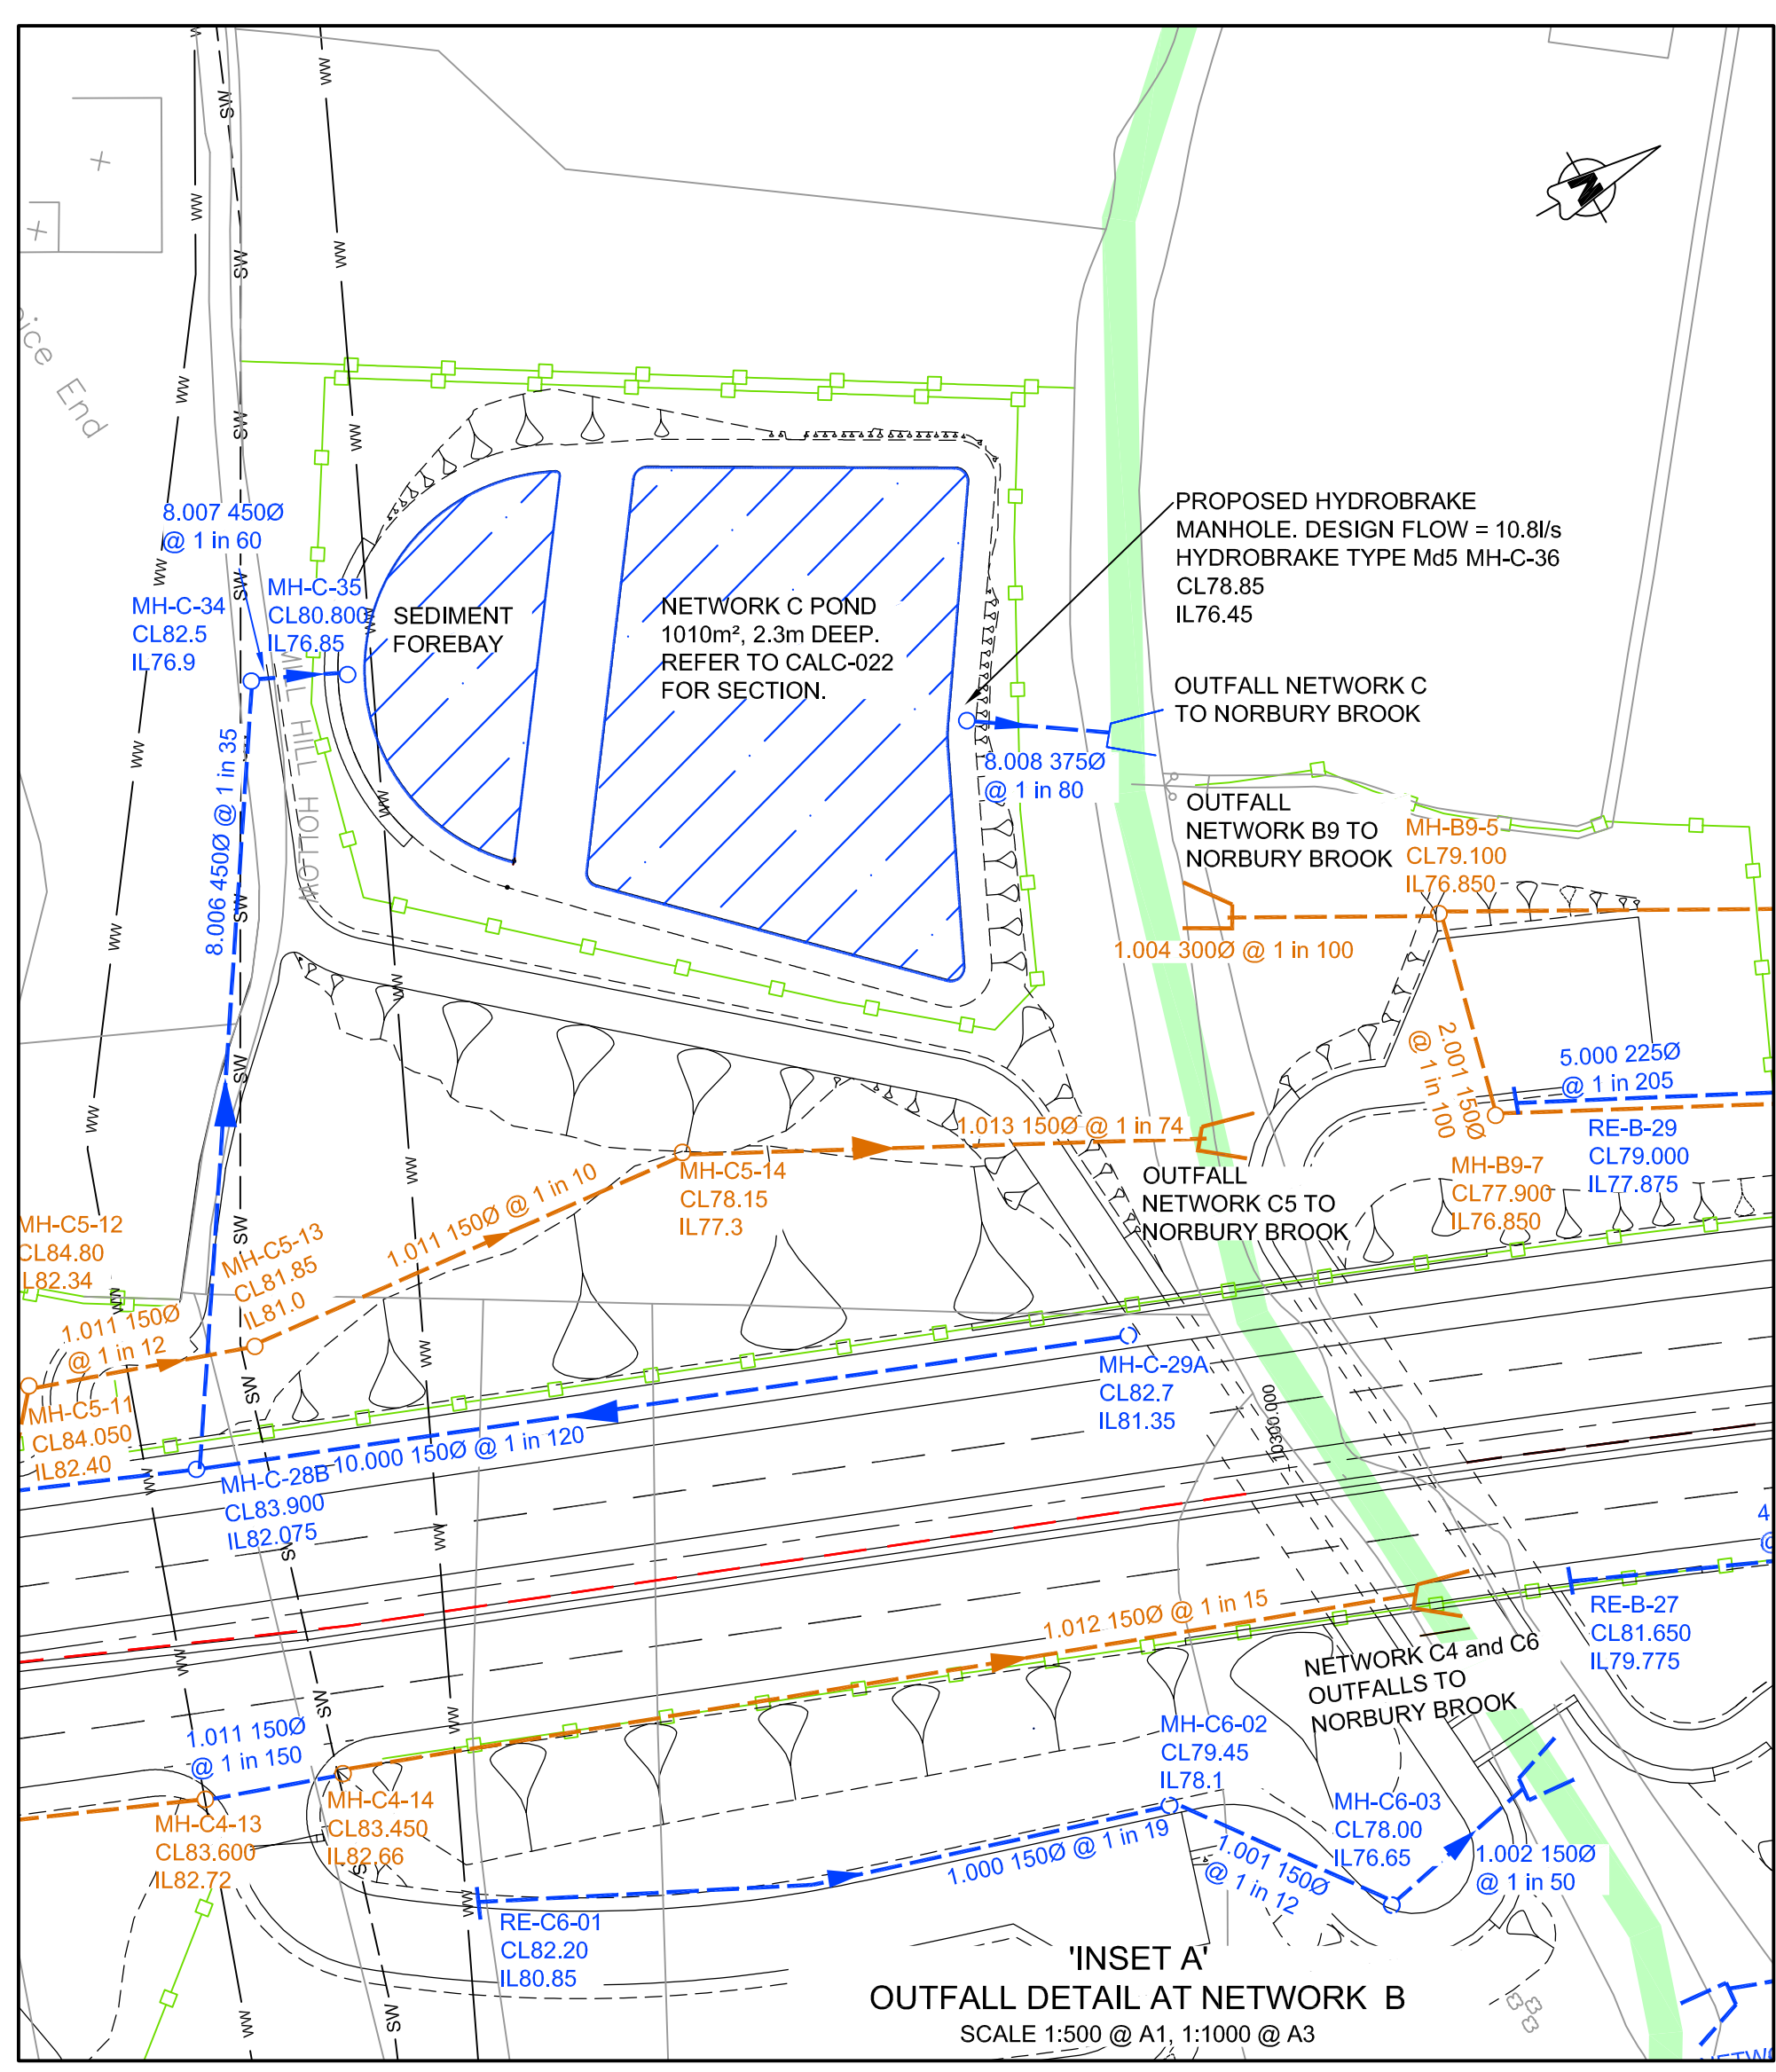 pice End
8.007 450Ø
@ 1 in 60
MH-C-34
CL82.5
IL76.9
MH-C-35
CL80.800
IL76.85
SEDIMENT
FOREBAY
NETWORK C POND
1010m², 2.3m DEEP.
REFER TO CALC-022
FOR SECTION.
PROPOSED HYDROBRAKE
MANHOLE. DESIGN FLOW = 10.8l/s
HYDROBRAKE TYPE Md5 MH-C-36
CL78.85
IL76.45
OUTFALL NETWORK C
TO NORBURY BROOK
8.008 375Ø
@ 1 in 80
MILL HILL HOLLOW
8.006 450Ø @ 1 in 35
OUTFALL
NETWORK B9 TO
NORBURY BROOK
MH-B9-5
CL79.100
IL76.850
1.004 300Ø @ 1 in 100
2.001 150Ø
@ 1 in 100
5.000 225Ø
@ 1 in 205
RE-B-29
CL79.000
IL77.875
MH-B9-7
CL77.900
IL76.850
1.013 150Ø @ 1 in 74
OUTFALL
NETWORK C5 TO
NORBURY BROOK
MH-C5-14
CL78.15
IL77.3
1.011 150Ø @ 1 in 10
MH-C5-12
CL84.80
IL82.34
MH-C5-13
CL81.85
IL81.0
1.011 150Ø
@ 1 in 12
MH-C5-11
CL84.050
IL82.40
MH-C-29A
CL82.7
IL81.35
10300.000
10.000 150Ø @ 1 in 120
MH-C-28B
CL83.900
IL82.075
4
@
1.012 150Ø @ 1 in 15
RE-B-27
CL81.650
IL79.775
NETWORK C4 and C6
OUTFALLS TO
NORBURY BROOK
1.011 150Ø
@ 1 in 150
MH-C4-13
CL83.600
IL82.72
MH-C4-14
CL83.450
IL82.66
MH-C6-02
CL79.45
IL78.1
MH-C6-03
CL78.00
IL76.65
1.000 150Ø @ 1 in 19
1.001 150Ø
@ 1 in 12
1.002 150Ø
@ 1 in 50
RE-C6-01
CL82.20
IL80.85
'INSET A'
OUTFALL DETAIL AT NETWORK B
SCALE 1:500 @ A1, 1:1000 @ A3